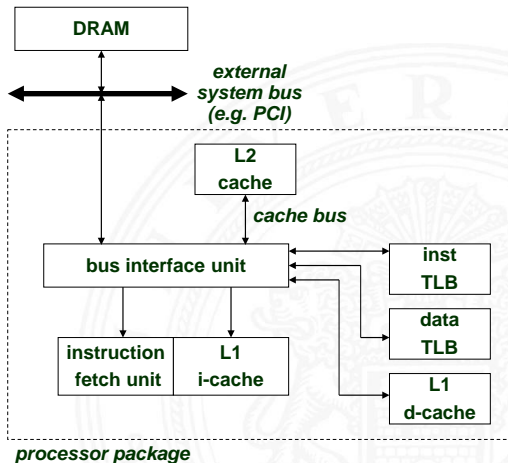 DRAM
external
system bus
(e.g. PCI)
L2
cache
cache bus
bus interface unit
inst
TLB
data
TLB
instruction
fetch unit
L1
i-cache
L1
d-cache
processor package